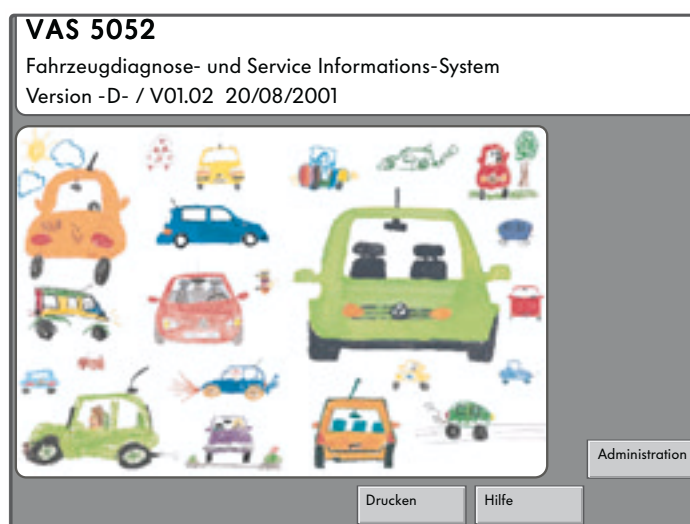 VAS 5052
Fahrzeugdiagnose- und Service Informations-System
Version -D- / V01.02 20/08/2001
Administration
Drucken
Hilfe